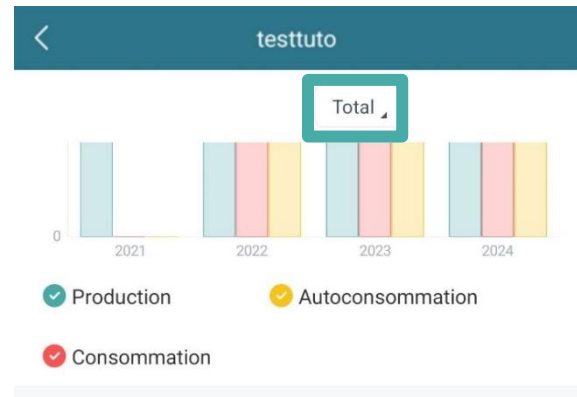 testtuto
Total
0
2021 2022 2023 2024
Production Autoconsommation
Consommation